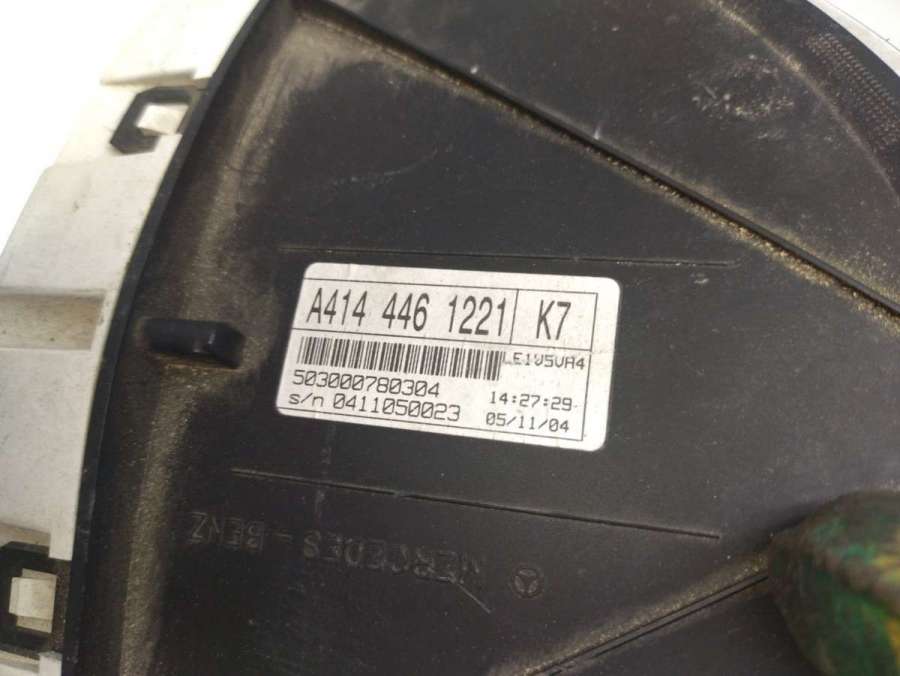 A414 446 1221 K7
LE1V5VA4
503000780304 14:27:29
s/n 0411050023 05/11/04
MERCEDES-BENZ